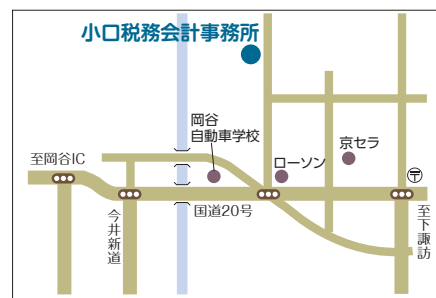 小口税務会計事務所
岡谷
自動車学校
京セラ
ローソン
至岡谷IC
〒
国道20号
今井新道
至下諏訪